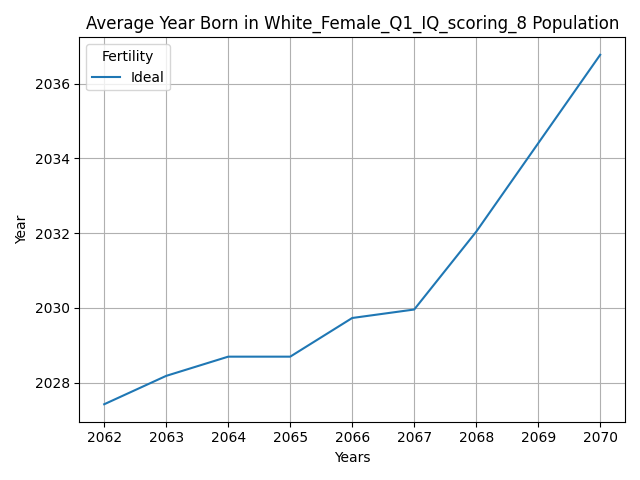 Average Year Born in White_Female_Q1_IQ_scoring_8 Population
Fertility
Ideal
2036
2034
2032
2030
2028
Year
2062 2063 2064 2065 2066 2067 2068 2069 2070
Years